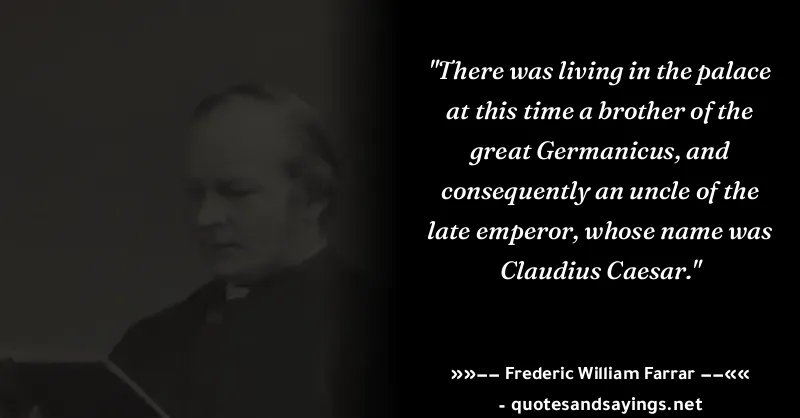 "There was living in the palace
at this time a brother of the
great Germanicus, and
consequently an uncle of the
late emperor, whose name was
Claudius Caesar."
»»−− Frederic William Farrar −−««
- quotesandsayings.net